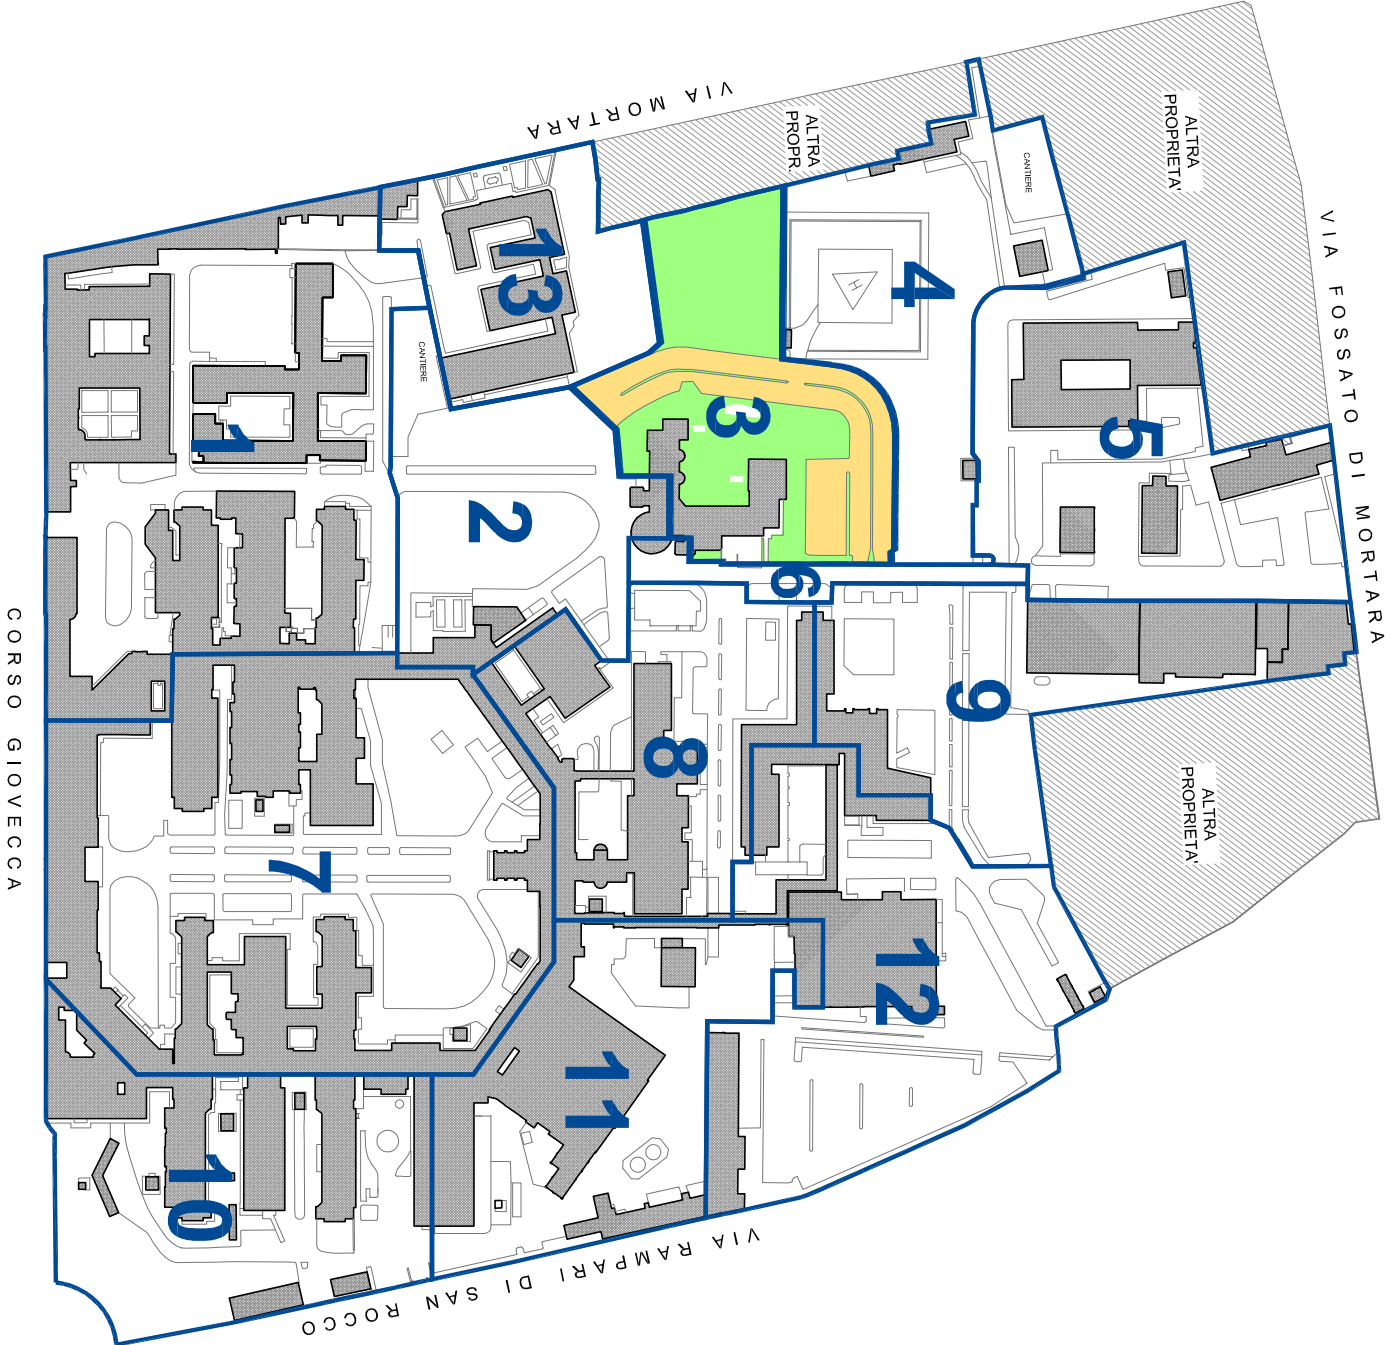 VIA MORTARA
ALTRA
PROPR.
ALTRA
PROPRIETA'
CANTIERE
VIA FOSSATO DI MORTARA
13
4
H
CANTIERE
3
5
1
2
6
CORSO GIOVECCA
9
8
ALTRA
PROPRIETA'
7
12
11
10
VIA RAMPARI DI SAN ROCCO